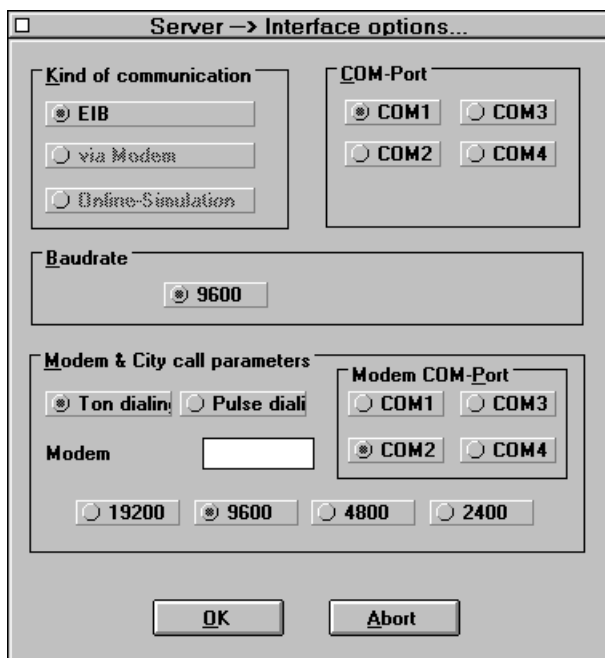 Server —> Interface options...
Kind of communication
EIB
via Modem
Online-Simulation
COM-Port
COM1
COM3
COM2
COM4
Baudrate
9600
Modem & City call parameters
Ton dialing
Pulse diali
Modem
Modem COM-Port
COM1
COM3
COM2
COM4
19200
9600
4800
2400
OK
Abort